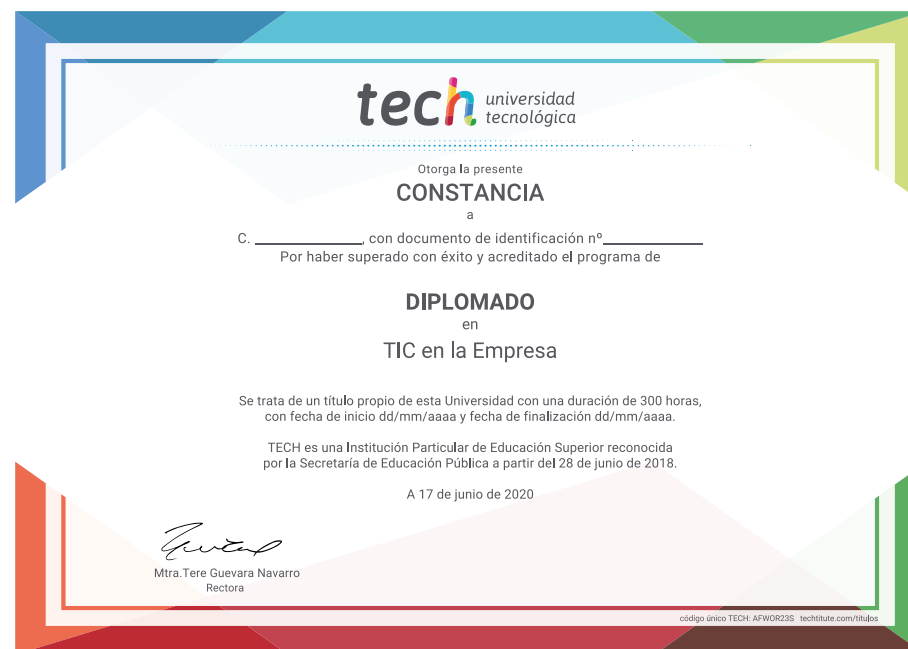 tech universidad
tecnológica
Otorga la presente
CONSTANCIA
a
C. ____________, con documento de identificación nº____________
Por haber superado con éxito y acreditado el programa de
DIPLOMADO
en
TIC en la Empresa
Se trata de un título propio de esta Universidad con una duración de 300 horas,
con fecha de inicio dd/mm/aaaa y fecha de finalización dd/mm/aaaa.
TECH es una Institución Particular de Educación Superior reconocida
por la Secretaría de Educación Pública a partir del 28 de junio de 2018.
A 17 de junio de 2020
Mtra.Tere Guevara Navarro
Rectora
código único TECH: AFWOR23S techtitute.com/titulos